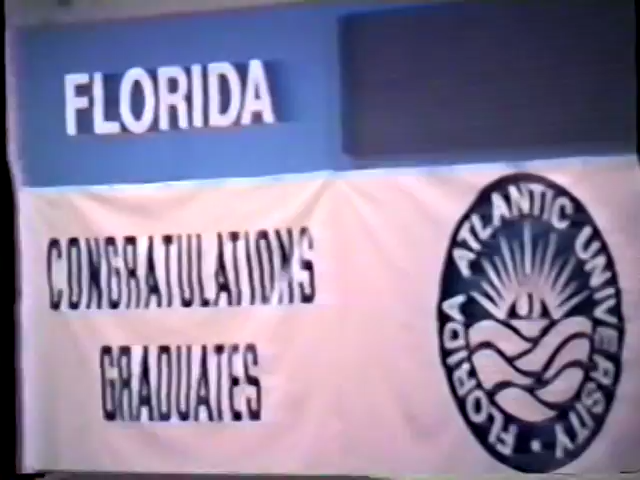 FLORIDA
CONGRATULATIONS
GRADUATES
FLORIDA ATLANTIC UNIVERSITY